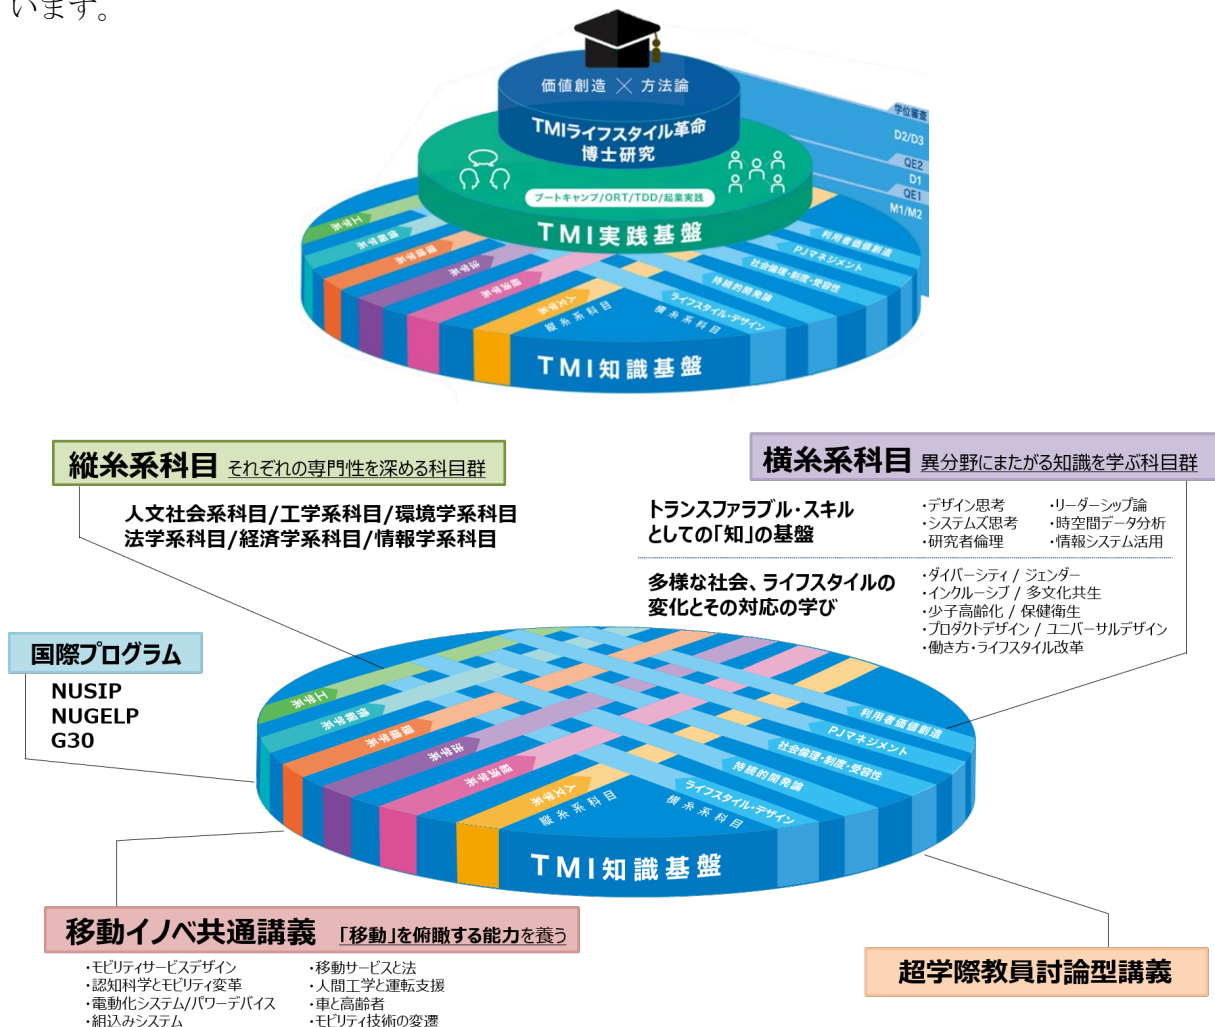 います。
価値創造 × 方法論
TMIライフスタイル革命
博士研究
ブートキャンプ/ORT/TDD/起業実践
TMI実践基盤
学位審査
D2/D3
QE2
D1
QE1
M1/M2
工学系
情報学系
環境学系
法学系
経済学系
人文学系
縦糸系科目
横糸系科目
利用者価値創造
PJマネジメント
社会倫理・制度・受容性
持続的開発論
ライフスタイル・デザイン
TMI知識基盤
縦糸系科目 それぞれの専門性を深める科目群
人文社会系科目/工学系科目/環境学系科目
法学系科目/経済学系科目/情報学系科目
横糸系科目 異分野にまたがる知識を学ぶ科目群
トランスファラブル・スキル
としての「知」の基盤
・デザイン思考
・システムズ思考
・研究者倫理
・リーダーシップ論
・時空間データ分析
・情報システム活用
多様な社会、ライフスタイルの
変化とその対応の学び
・ダイバーシティ / ジェンダー
・インクルーシブ / 多文化共生
・少子高齢化 / 保健衛生
・プロダクトデザイン / ユニバーサルデザイン
・働き方・ライフスタイル改革
国際プログラム
NUSIP
NUGELP
G30
工学系
情報学系
環境学系
法学系
経済学系
人文学系
縦糸系科目
横糸系科目
利用者価値創造
PJマネジメント
社会倫理・制度・受容性
持続的開発論
ライフスタイル・デザイン
TMI知識基盤
移動イノベ共通講義 「移動」を俯瞰する能力を養う
・モビリティサービスデザイン
・認知科学とモビリティ変革
・電動化システム/パワーデバイス
・組込みシステム
・移動サービスと法
・人間工学と運転支援
・車と高齢者
・モビリティ技術の変遷
超学際教員討論型講義